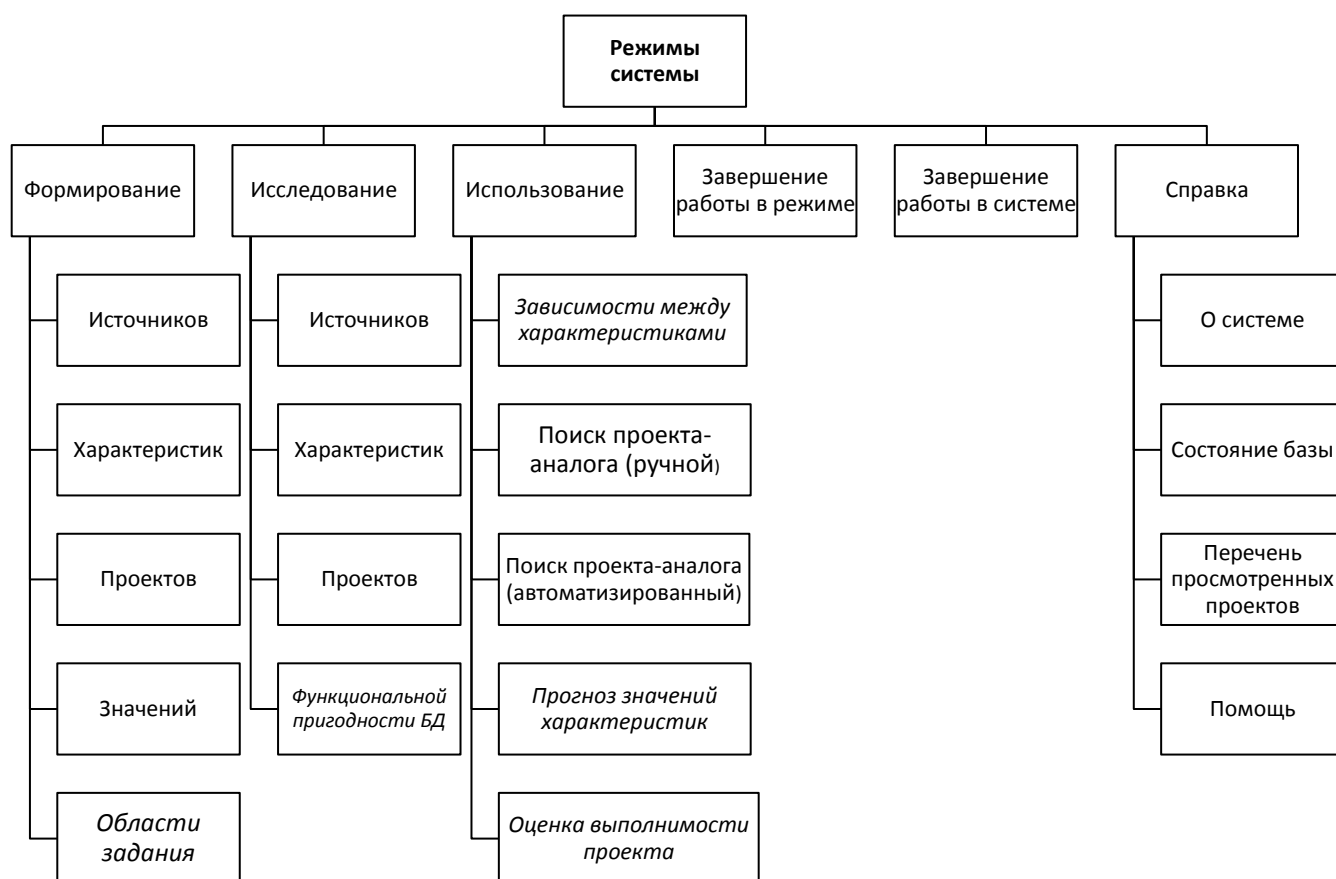 Режимы
системы
Формирование
Исследование
Использование
Завершение
работы в режиме
Завершение
работы в системе
Справка
Источников
Характеристик
Проектов
Значений
Области
задания
Источников
Характеристик
Проектов
Функциональной
пригодности БД
Зависимости между
характеристиками
Поиск проекта-
аналога (ручной)
Поиск проекта-аналога
(автоматизированный)
Прогноз значений
характеристик
Оценка выполнимости
проекта
О системе
Состояние базы
Перечень
просмотренных
проектов
Помощь